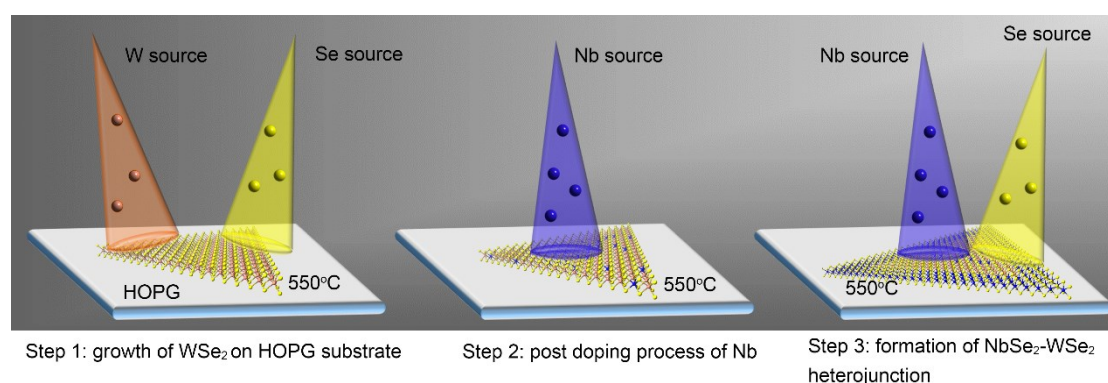 W source
Se source
HOPG
550°C
Step 1: growth of WSe₂ on HOPG substrate
Nb source
550°C
Step 2: post doping process of Nb
Nb source
Se source
550°C
Step 3: formation of NbSe₂-WSe₂
heterojunction